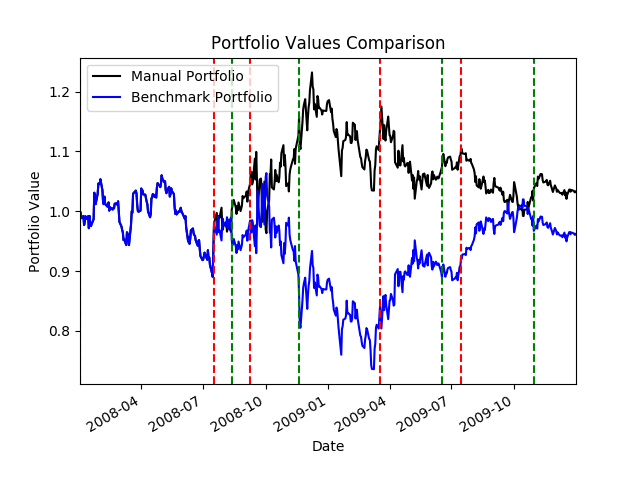 Portfolio Values Comparison
Manual Portfolio
Benchmark Portfolio
Portfolio Value
1.2
1.1
1.0
0.9
0.8
2008-04
2008-07
2008-10
2009-01
2009-04
2009-07
2009-10
Date